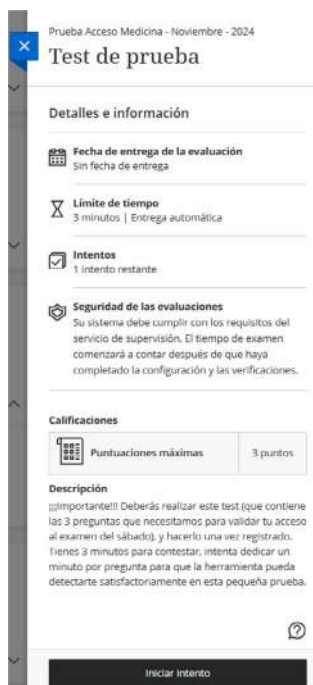 Prueba Acceso Medicina - Noviembre - 2024
Test de prueba
Detalles e información
Fecha de entrega de la evaluación
Sin fecha de entrega
Límite de tiempo
3 minutos | Entrega automática
Intentos
1 intento restante
Seguridad de las evaluaciones
Su sistema debe cumplir con los requisitos del
servicio de supervisión. El tiempo de examen
comenzará a contar después de que haya
completado la configuración y las verificaciones.
Calificaciones
Puntuaciones máximas 3 puntos
Descripción
¡¡¡Importante!!! Deberás realizar este test (que contiene
las 3 preguntas que necesitamos para validar tu acceso
al examen del sábado), y hacerlo una vez registrado.
Tienes 3 minutos para contestar, intenta dedicar un
minuto por pregunta para que la herramienta pueda
detectarte satisfactoriamente en esta pequeña prueba.
Iniciar intento